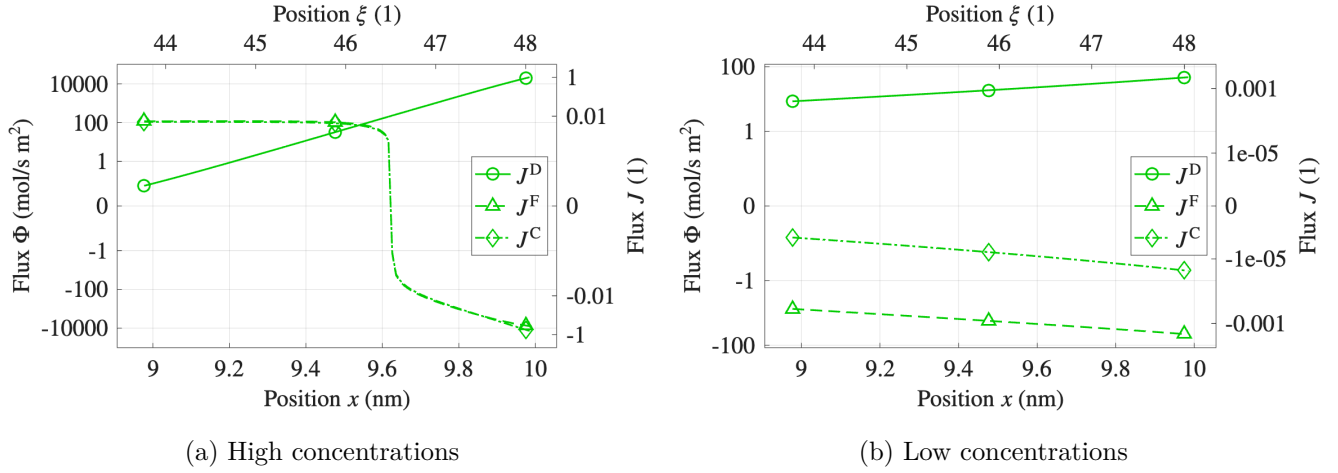 Position ξ (1)
44 45 46 47 48
10000
100
1
0
-1
-100
-10000
Flux Φ (mol/s m²)
1
0.01
0
-0.01
-1
Flux J (1)
J^D
J^F
J^C
9 9.2 9.4 9.6 9.8 10
Position x (nm)
(a) High concentrations
Position ξ (1)
44 45 46 47 48
100
1
0
-1
-100
Flux Φ (mol/s m²)
0.001
1e-05
0
-1e-05
-0.001
Flux J (1)
J^D
J^F
J^C
9 9.2 9.4 9.6 9.8 10
Position x (nm)
(b) Low concentrations